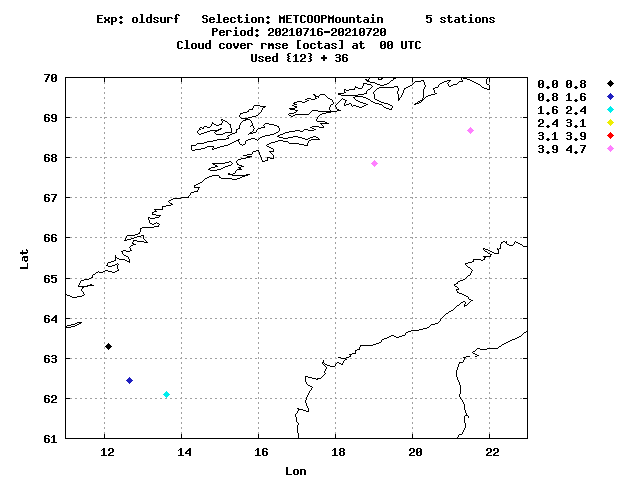 Exp: oldsurf   Selection: METCOOPMountain      5 stations
Period: 20210716-20210720
Cloud cover rmse [octas] at  00 UTC
Used {12} + 36
70
69
68
67
66
65
64
63
62
61
Lat
12 14 16 18 20 22
Lon
0.0 0.8
0.8 1.6
1.6 2.4
2.4 3.1
3.1 3.9
3.9 4.7